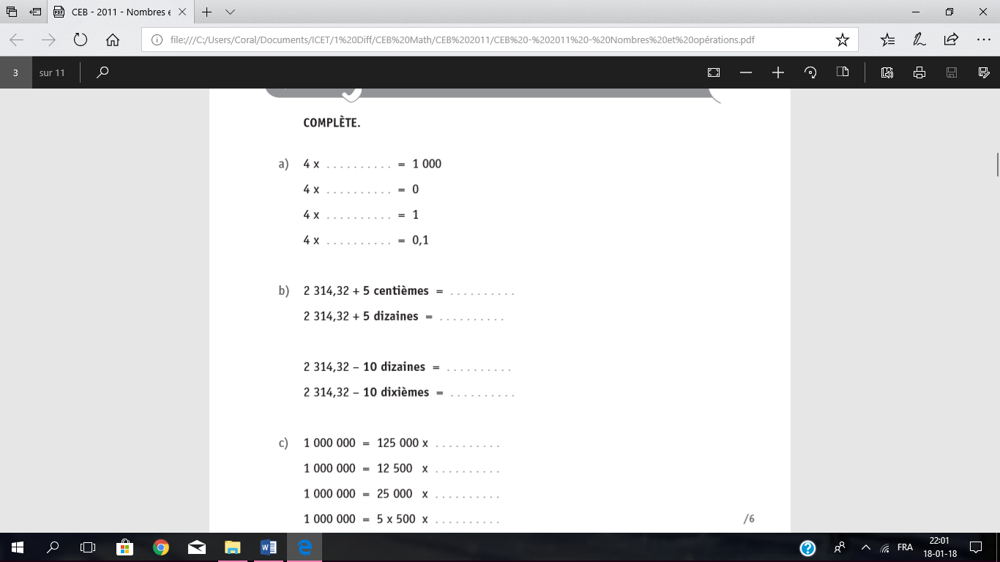 CEB - 2011 - Nombres e
file:///C:/Users/Coral/Documents/ICET/1%20Diff/CEB%20Math/CEB%202011/CEB%20-%202011%20-%20Nombres%20et%20opérations.pdf
3 sur 11
COMPLÈTE.
a) 4 x . . . . . . . . . . = 1 000
4 x . . . . . . . . . . = 0
4 x . . . . . . . . . . = 1
4 x . . . . . . . . . . = 0,1
b) 2 314,32 + 5 centièmes = . . . . . . . . . .
2 314,32 + 5 dizaines = . . . . . . . . . .
2 314,32 – 10 dizaines = . . . . . . . . . .
2 314,32 – 10 dixièmes = . . . . . . . . . .
c) 1 000 000 = 125 000 x . . . . . . . . . .
1 000 000 = 12 500 x . . . . . . . . . .
1 000 000 = 25 000 x . . . . . . . . . .
1 000 000 = 5 x 500 x . . . . . . . . . .
/6
FRA
22:01
18-01-18